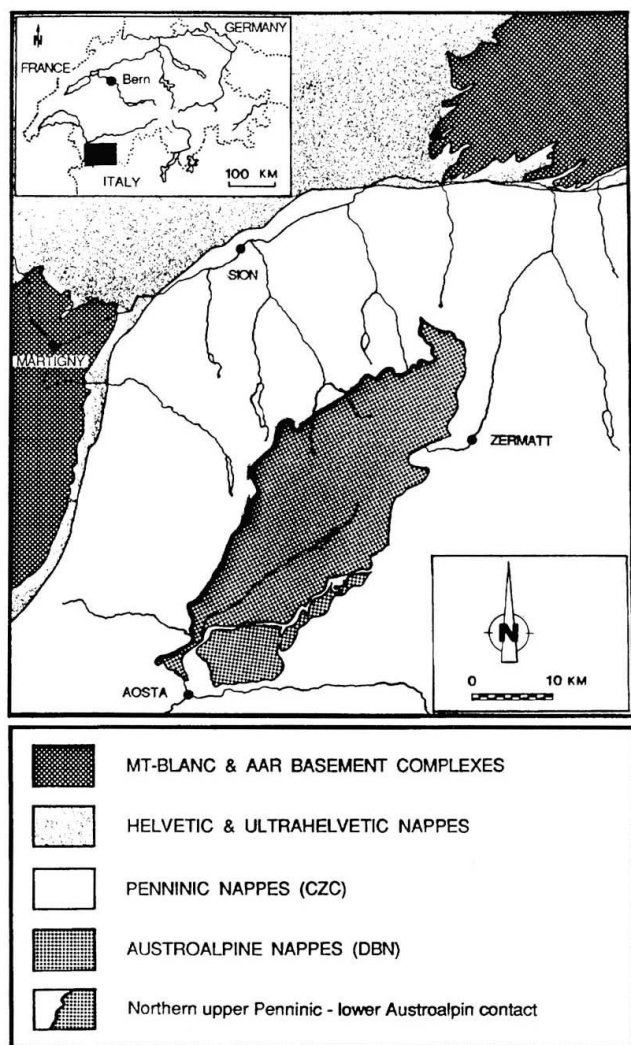 N
GERMANY
FRANCE
Bern
ITALY
100 KM
SION
MARTIGNY
ZERMATT
N
0 10 KM
AOSTA
MT-BLANC & AAR BASEMENT COMPLEXES
HELVETIC & ULTRAHELVETIC NAPPES
PENNINIC NAPPES (CZC)
AUSTROALPINE NAPPES (DBN)
Northern upper Penninic - lower Austroalpin contact